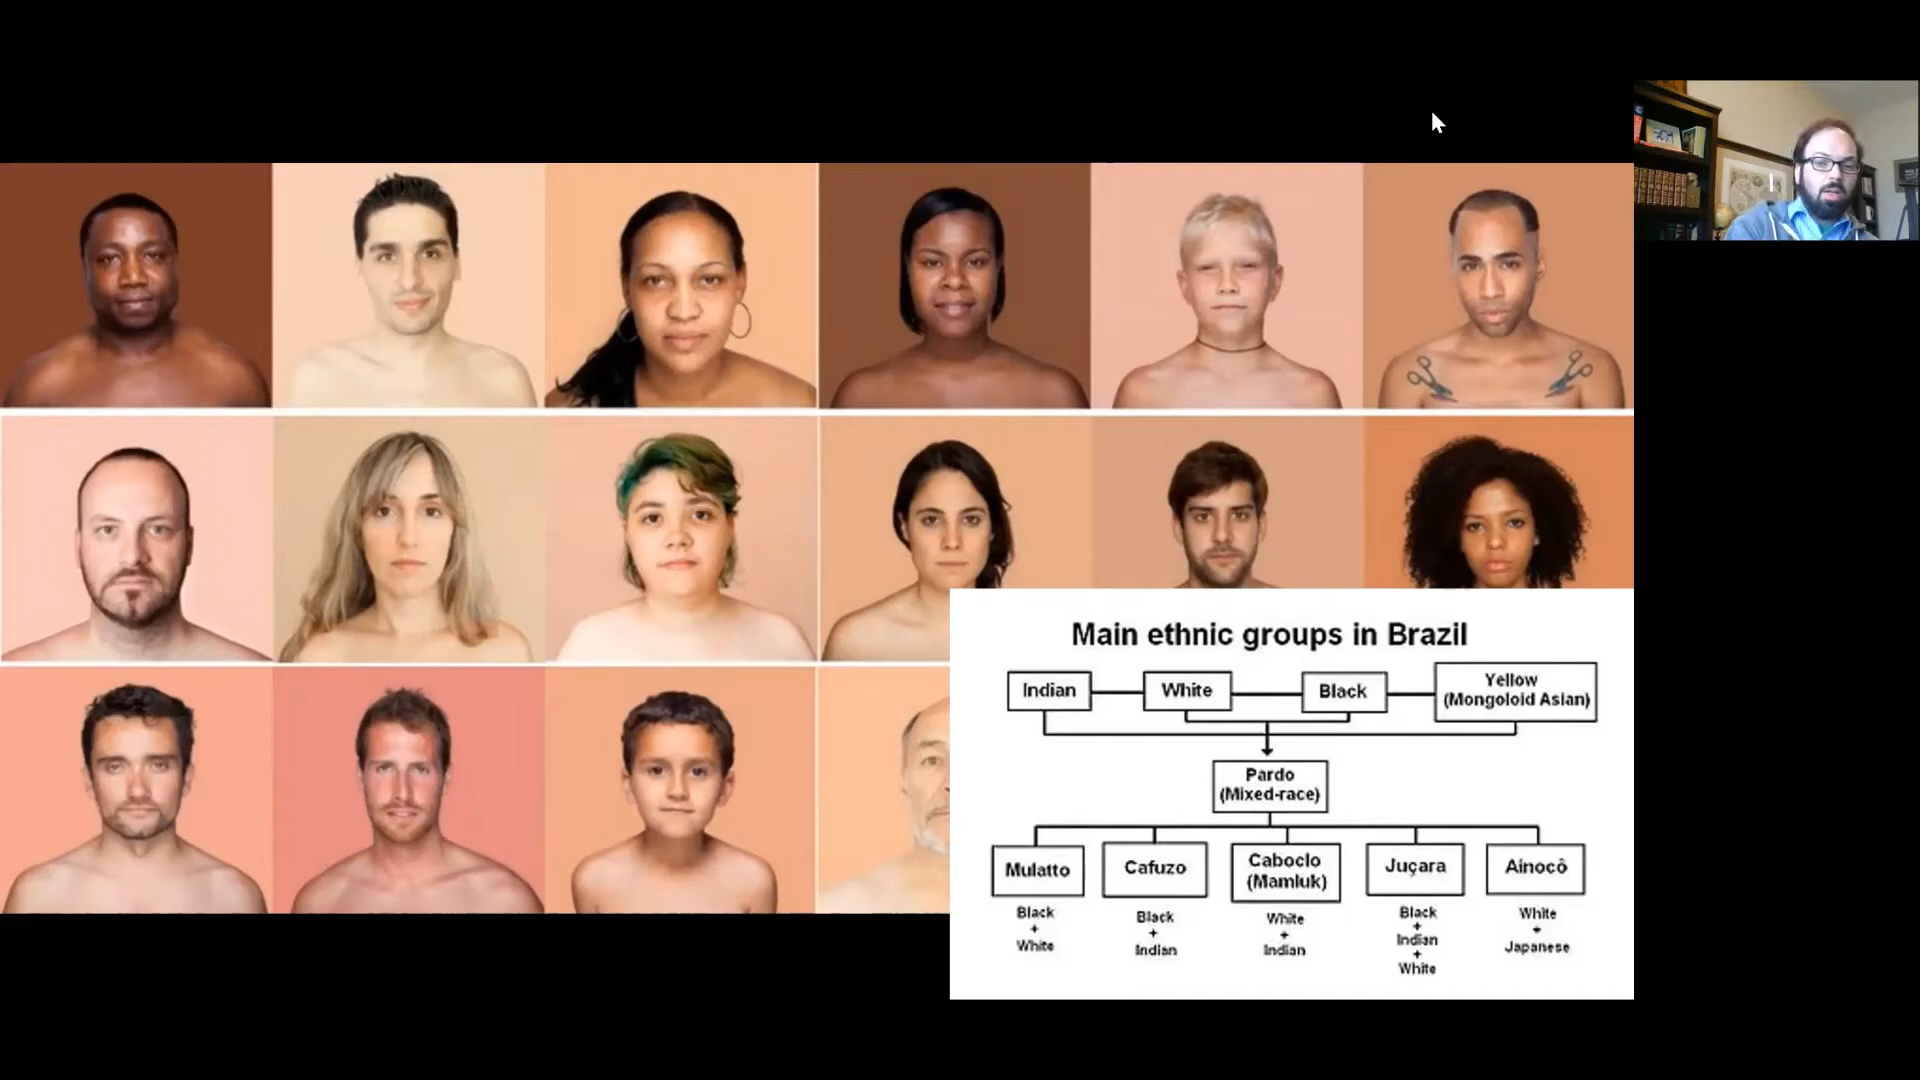 Main ethnic groups in Brazil
Indian
White
Black
Yellow
(Mongoloid Asian)
Pardo
(Mixed-race)
Mulatto
Cafuzo
Caboclo
(Mamluk)
Juçara
Ainocô
Black
+
White
Black
+
Indian
White
+
Indian
Black
+
Indian
+
White
White
+
Japanese